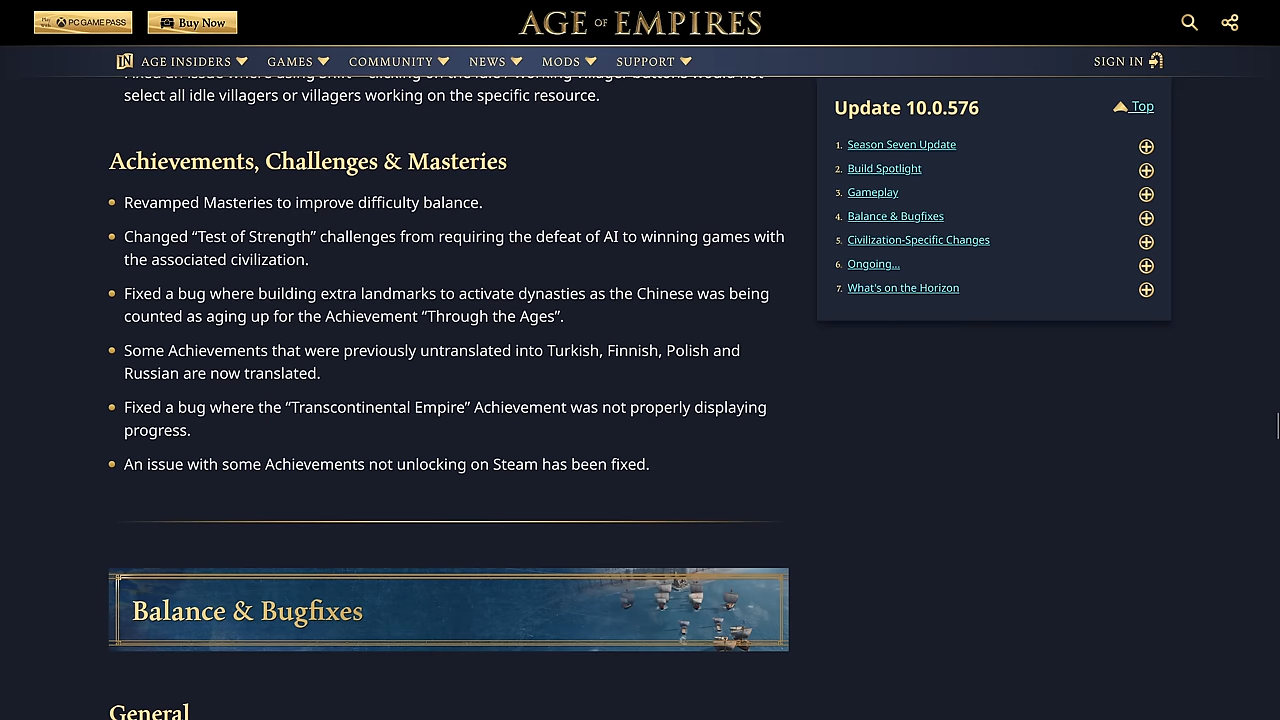 Play with
PC GAME PASS
Buy Now
AGE OF EMPIRES
AGE INSIDERS
GAMES
COMMUNITY
NEWS
MODS
SUPPORT
SIGN IN
select all idle villagers or villagers working on the specific resource.
Achievements, Challenges & Masteries
Revamped Masteries to improve difficulty balance.
Changed “Test of Strength” challenges from requiring the defeat of AI to winning games with
the associated civilization.
Fixed a bug where building extra landmarks to activate dynasties as the Chinese was being
counted as aging up for the Achievement “Through the Ages”.
Some Achievements that were previously untranslated into Turkish, Finnish, Polish and
Russian are now translated.
Fixed a bug where the “Transcontinental Empire” Achievement was not properly displaying
progress.
An issue with some Achievements not unlocking on Steam has been fixed.
Balance & Bugfixes
General
Update 10.0.576
Top
1. Season Seven Update
2. Build Spotlight
3. Gameplay
4. Balance & Bugfixes
5. Civilization-Specific Changes
6. Ongoing...
7. What's on the Horizon